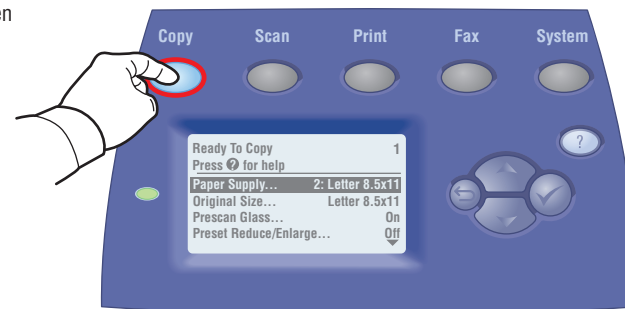 en
Copy Scan Print Fax System
Ready To Copy 1
Press ? for help
?
Paper Supply... 2: Letter 8.5x11
Original Size... Letter 8.5x11
Prescan Glass... On
Preset Reduce/Enlarge... Off